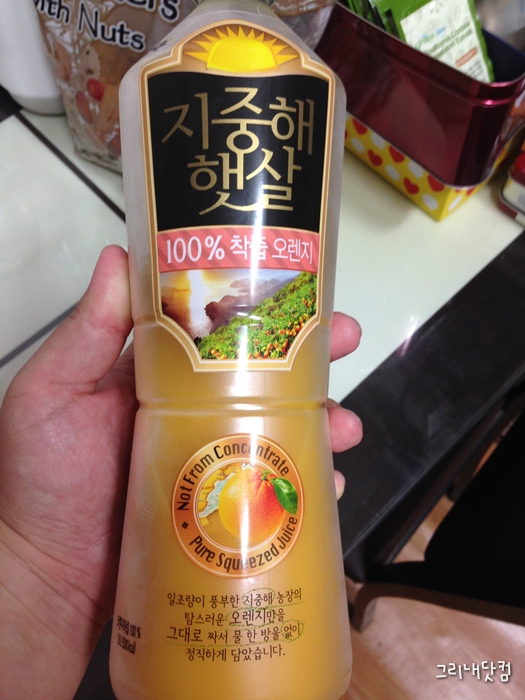 with Nuts
지중해
햇살
100% 착즙 오렌지
Not From Concentrate
Pure Squeezed Juice
일조량이 풍부한 지중해 농장의
탐스러운 오렌지만을
그대로 짜서 물 한 방울 없이
정직하게 담았습니다.
그리내닷컴